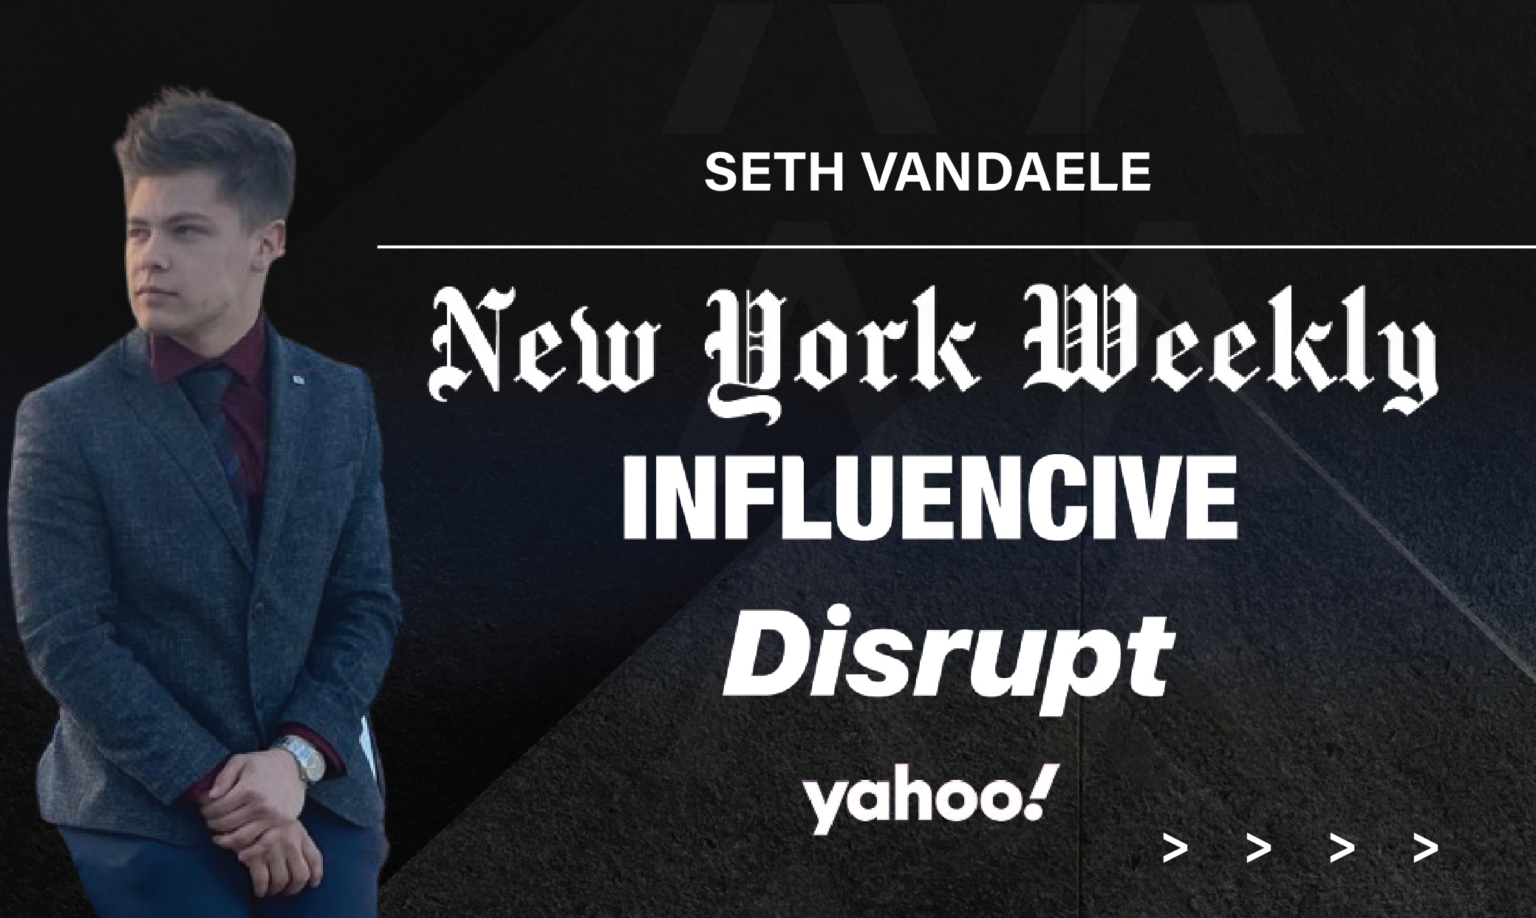 SETH VANDAELE
New York Weekly
INFLUENCIVE
Disrupt
yahoo!
> > > >